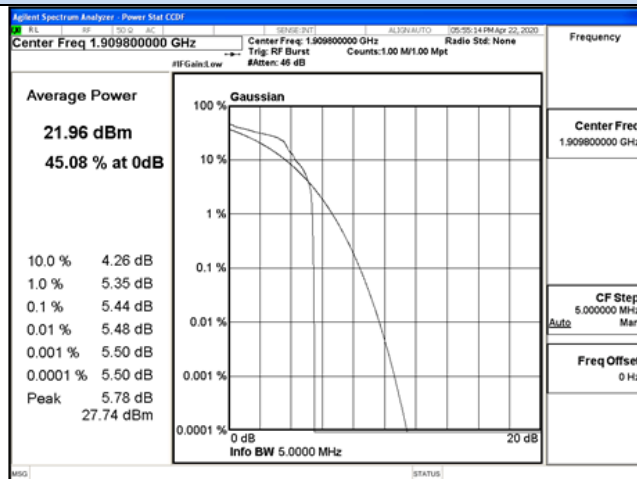 Agilent Spectrum Analyzer - Power Stat CCDF
RL RF 50 Ω AC SENSE:INT ALIGN AUTO 05:55:14 PM Apr 22, 2020
Center Freq 1.909800000 GHz
Center Freq: 1.909800000 GHz Radio Std: None
Trig: RF Burst Counts:1.00 M/1.00 Mpt
#IFGain:Low #Atten: 46 dB
Frequency
Average Power
21.96 dBm
45.08 % at 0dB
10.0 % 4.26 dB
1.0 % 5.35 dB
0.1 % 5.44 dB
0.01 % 5.48 dB
0.001 % 5.50 dB
0.0001 % 5.50 dB
Peak 5.78 dB
27.74 dBm
Gaussian
100 %
10 %
1 %
0.1 %
0.01 %
0.001 %
0.0001 %
0 dB 20 dB
Info BW 5.0000 MHz
Center Freq
1.909800000 GHz
CF Step
5.000000 MHz
Auto Man
Freq Offset
0 Hz
MSG STATUS